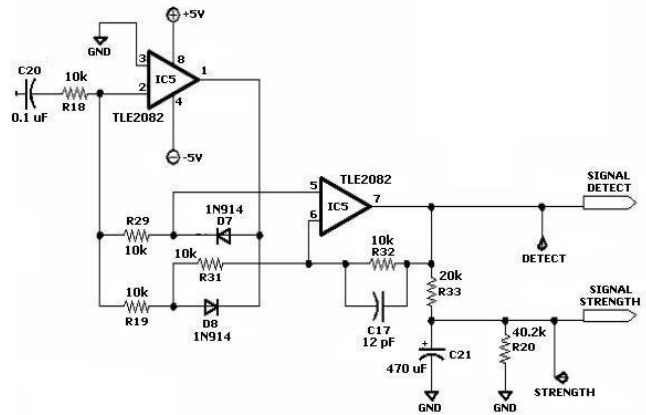 +5V
GND
C20
10k
3
8
IC5
1
2
4
R18
0.1 uF
TLE2082
-5V
TLE2082
5
IC5
7
6
SIGNAL
DETECT
R29
1N914
D7
10k
10k
R31
10k
R32
DETECT
10k
R19
D8
1N914
C17
12 pF
20k
R33
SIGNAL
STRENGTH
+
C21
470 uF
40.2k
R20
STRENGTH
GND
GND